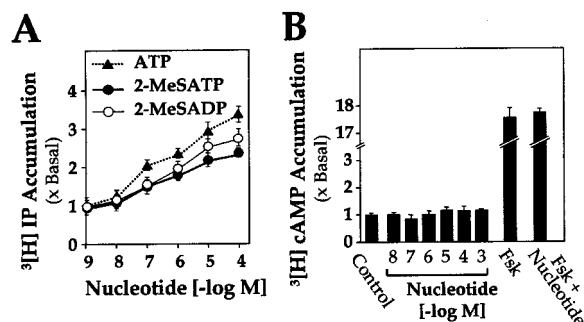 A
B
³[H] IP Accumulation
(x Basal)
4
3
2
1
0
ATP
2-MeSATP
2-MeSADP
9 8 7 6 5 4
Nucleotide [-log M]
³[H] cAMP Accumulation
(x Basal)
18
17
3
2
1
0
Control
8 7 6 5 4 3
Nucleotide
[-log M]
Fsk
Fsk +
Nucleotide